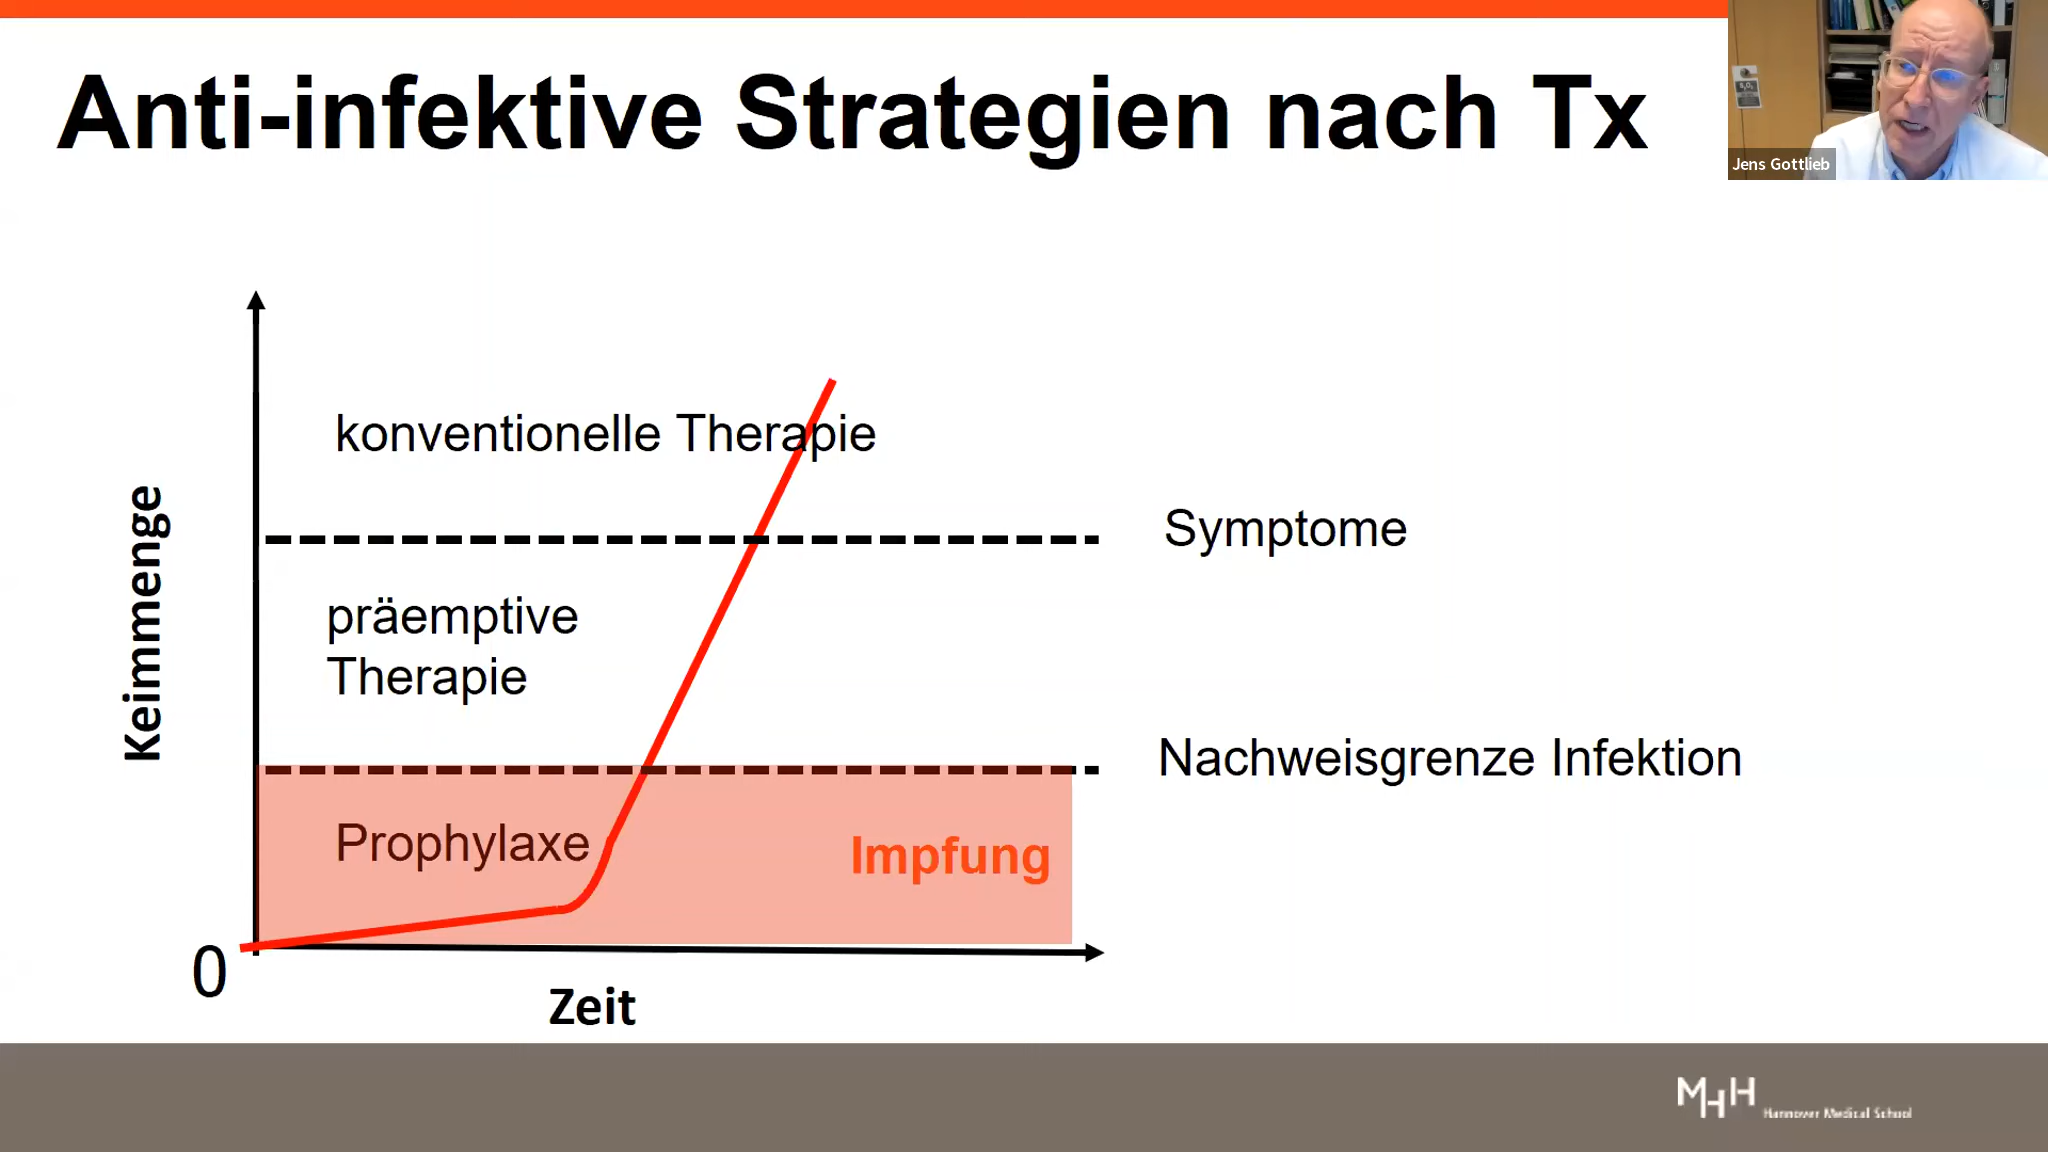 Anti-infektive Strategien nach Tx
Jens Gottlieb
konventionelle Therapie
Symptome
Keimmenge
präemptive
Therapie
Nachweisgrenze Infektion
Prophylaxe
Impfung
0
Zeit
MHH Hannover Medical School